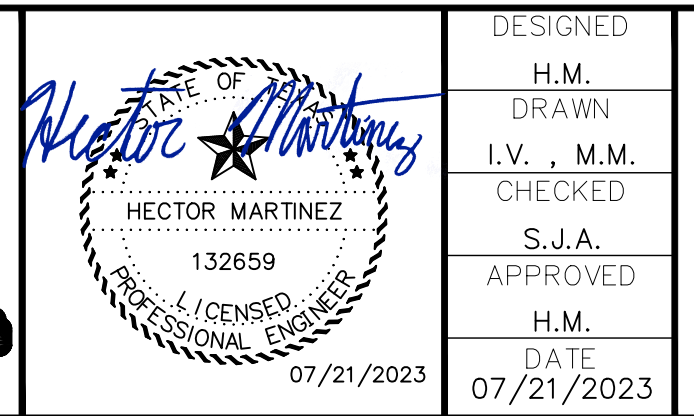 STATE OF TEXAS
Hector Martinez
HECTOR MARTINEZ
132659
LICENSED
PROFESSIONAL ENGINEER
07/21/2023
DESIGNED
H.M.
DRAWN
I.V. , M.M.
CHECKED
S.J.A.
APPROVED
H.M.
DATE
07/21/2023